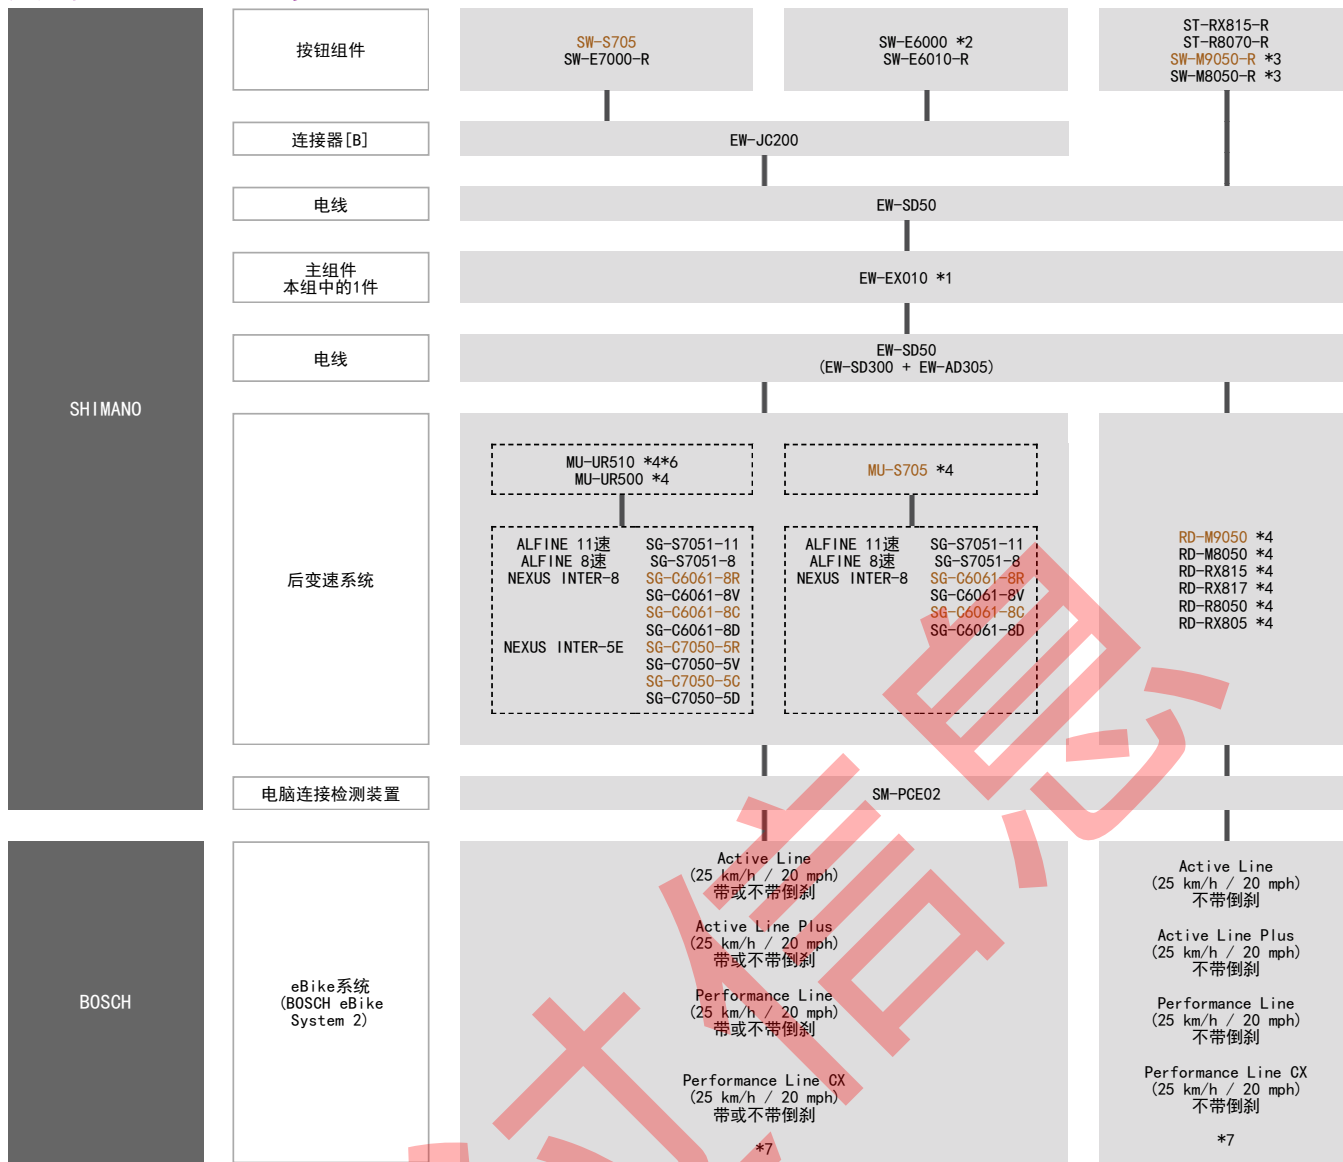 SHIMANO
按钮组件
SW-S705
SW-E7000-R
SW-E6000 *2
SW-E6010-R
ST-RX815-R
ST-R8070-R
SW-M9050-R *3
SW-M8050-R *3
连接器[B]
EW-JC200
电线
EW-SD50
主组件
本组中的1件
EW-EX010 *1
电线
EW-SD50
(EW-SD300 + EW-AD305)
后变速系统
MU-UR510 *4*6
MU-UR500 *4
ALFINE 11速 SG-S7051-11
ALFINE 8速 SG-S7051-8
NEXUS INTER-8 SG-C6061-8R
SG-C6061-8V
SG-C6061-8C
SG-C6061-8D
NEXUS INTER-5E SG-C7050-5R
SG-C7050-5V
SG-C7050-5C
SG-C7050-5D
MU-S705 *4
ALFINE 11速 SG-S7051-11
ALFINE 8速 SG-S7051-8
NEXUS INTER-8 SG-C6061-8R
SG-C6061-8V
SG-C6061-8C
SG-C6061-8D
RD-M9050 *4
RD-M8050 *4
RD-RX815 *4
RD-RX817 *4
RD-R8050 *4
RD-RX805 *4
电脑连接检测装置
SM-PCE02
BOSCH
eBike系统
(BOSCH eBike
System 2)
Active Line
(25 km/h / 20 mph)
带或不带倒刹
Active Line Plus
(25 km/h / 20 mph)
带或不带倒刹
Performance Line
(25 km/h / 20 mph)
带或不带倒刹
Performance Line CX
(25 km/h / 20 mph)
带或不带倒刹
*7
Active Line
(25 km/h / 20 mph)
不带倒刹
Active Line Plus
(25 km/h / 20 mph)
不带倒刹
Performance Line
(25 km/h / 20 mph)
不带倒刹
Performance Line CX
(25 km/h / 20 mph)
不带倒刹
*7
信息